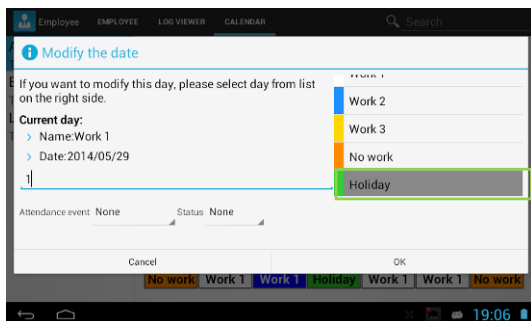 Employee EMPLOYEE LOG VIEWER CALENDAR Search
Modify the date
If you want to modify this day, please select day from list
on the right side.
Current day:
Name:Work 1
Date:2014/05/29
1
Attendance event None Status None
Work 1
Work 2
Work 3
No work
Holiday
Cancel OK
No work Work 1 Work 1 Holiday Work 1 Work 1 No work
19:06